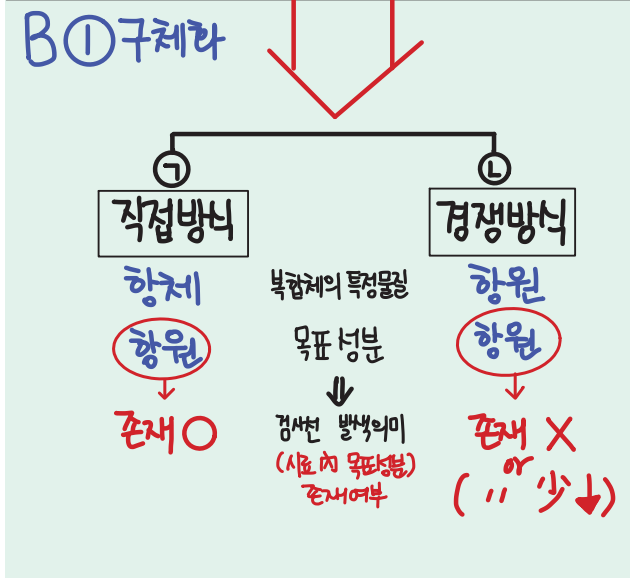 B ① 구체화
㉠ ㉡
직접방식 경쟁방식
항체 복합체의 특정물질 항원
항원 목표 성분 항원
존재 ○ 검사선 발색의미 존재 X
(시료 內 목표성분) or
존재여부 ( 〃 少↓)